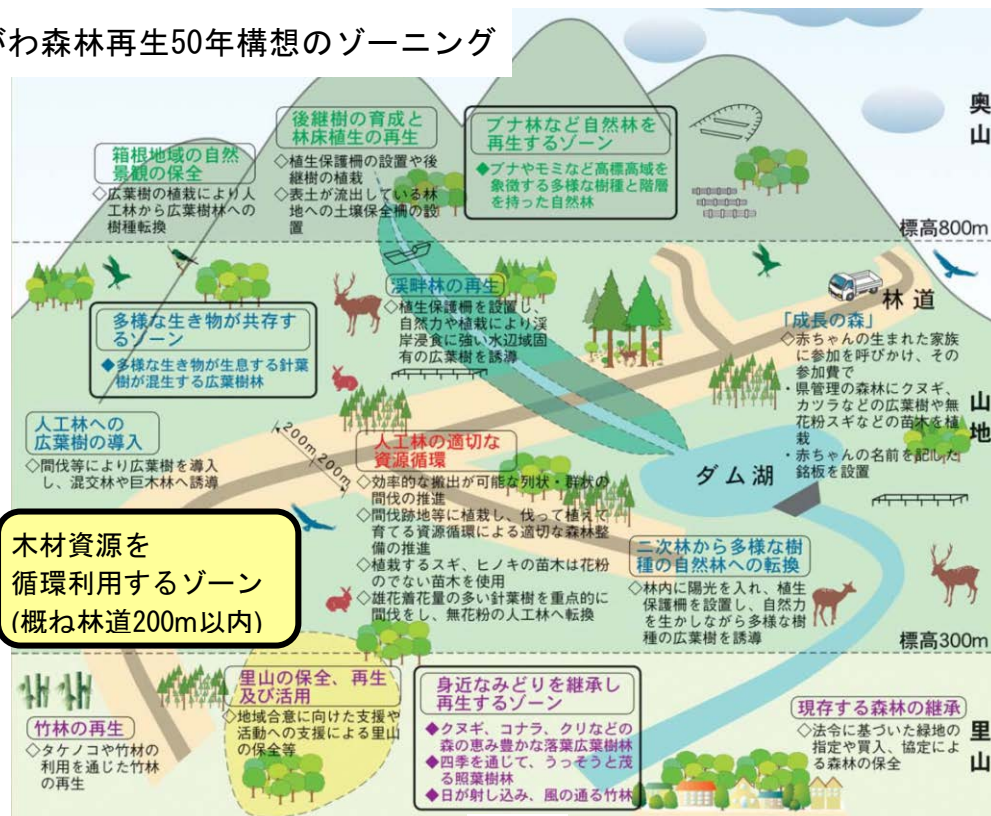 がわ森林再生50年構想のゾーニング
奥山
後継樹の育成と
林床植生の再生
◇植生保護柵の設置や後
継樹の植栽
◇表土が流出している林
地への土壌保全柵の設
置
ブナ林など自然林を
再生するゾーン
◆ブナやモミなど高標高域を
象徴する多様な樹種と階層
を持った自然林
箱根地域の自然
景観の保全
◇広葉樹の植栽により人
工林から広葉樹林への
樹種転換
標高800m
渓畔林の再生
◇植生保護柵を設置し、
自然力や植栽により渓
岸浸食に強い水辺域固
有の広葉樹を誘導
林道
「成長の森」
◇赤ちゃんの生まれた家族
に参加を呼びかけ、その
参加費で
・県管理の森林にクヌギ、
カツラなどの広葉樹や無
花粉スギなどの苗木を植
栽
・赤ちゃんの名前を記した
銘板を設置
山地
多様な生き物が共存す
るゾーン
◆多様な生き物が生息する針葉
樹が混生する広葉樹林
人工林への
広葉樹の導入
◇間伐等により広葉樹を導入
し、混交林や巨木林へ誘導
200m
200m
人工林の適切な
資源循環
◇効率的な搬出が可能な列状・群状の
間伐の推進
◇間伐跡地等に植栽し、伐って植えて
育てる資源循環による適切な森林整
備の推進
◇植栽するスギ、ヒノキの苗木は花粉
のでない苗木を使用
◇雄花着花量の多い針葉樹を重点的に
間伐をし、無花粉の人工林へ転換
ダム湖
木材資源を
循環利用するゾーン
(概ね林道200m以内)
二次林から多様な樹
種の自然林への転換
◇林内に陽光を入れ、植生
保護柵を設置し、自然力
を生かしながら多様な樹
種の広葉樹を誘導
標高300m
里山
竹林の再生
◇タケノコや竹材の
利用を通じた竹林
の再生
里山の保全、再生
及び活用
◇地域合意に向けた支援や
活動への支援による里山
の保全等
身近なみどりを継承し
再生するゾーン
◆クヌギ、コナラ、クリなどの
森の恵み豊かな落葉広葉樹林
◆四季を通じて、うっそうと茂
る照葉樹林
◆日が射し込み、風の通る竹林
現存する森林の継承
◇法令に基づいた緑地の
指定や買入、協定によ
る森林の保全